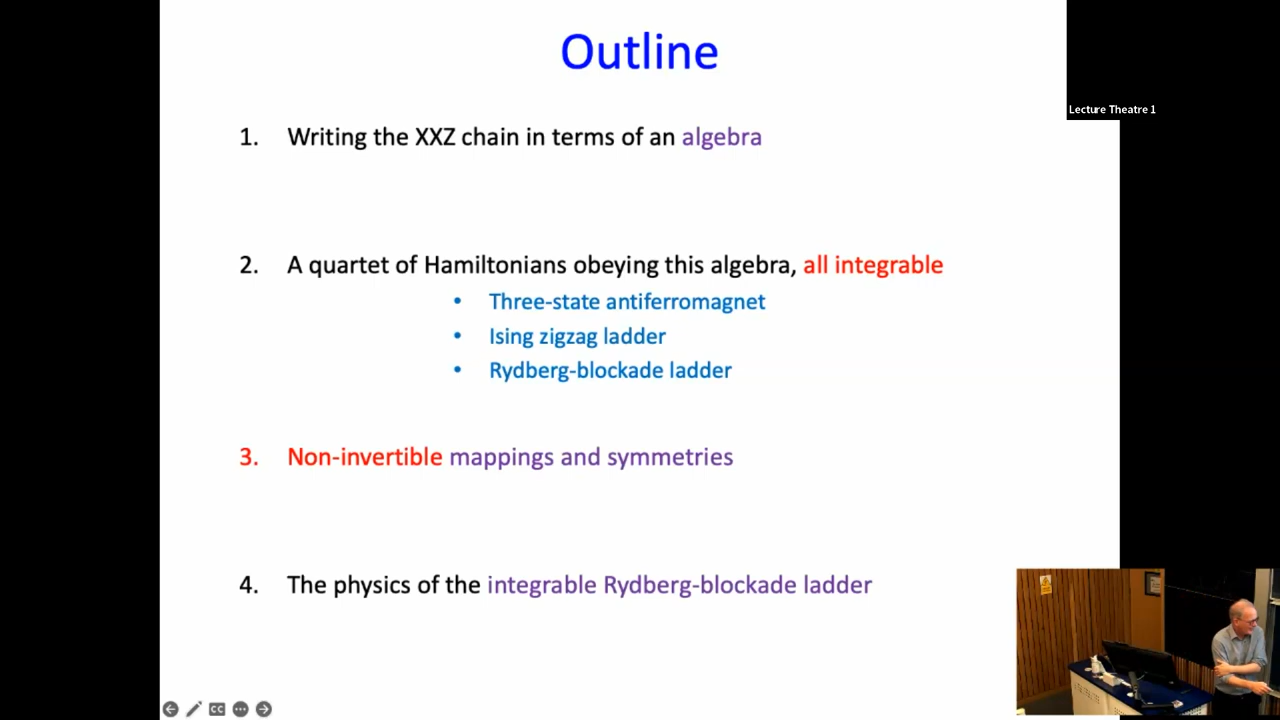 Outline
Lecture Theatre 1
1. Writing the XXZ chain in terms of an algebra
2. A quartet of Hamiltonians obeying this algebra, all integrable
• Three-state antiferromagnet
• Ising zigzag ladder
• Rydberg-blockade ladder
3. Non-invertible mappings and symmetries
4. The physics of the integrable Rydberg-blockade ladder
CC